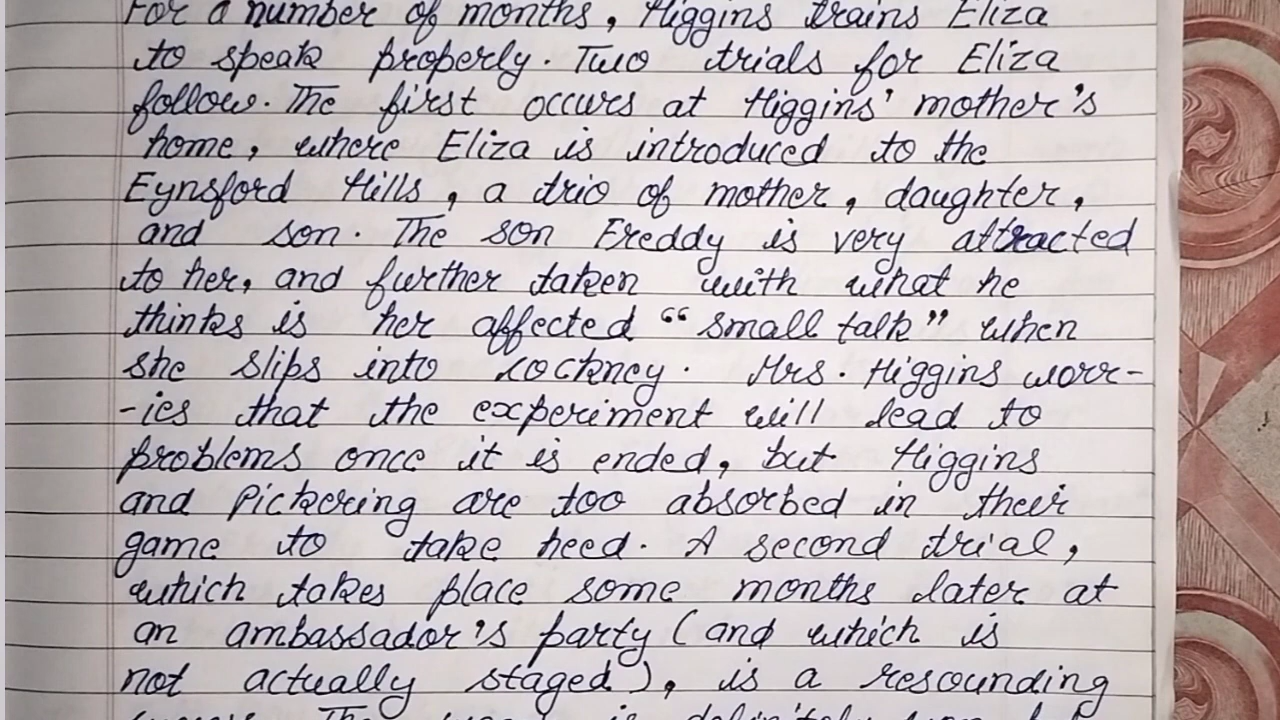 For a number of months, Higgins trains Eliza
to speak properly. Two trials for Eliza
follow. The first occurs at Higgins' mother's
home, where Eliza is introduced to the
Eynsford Hills, a trio of mother, daughter,
and son. The son Freddy is very attracted
to her, and further taken with what he
thinks is her affected "small talk" when
she slips into cockney. Mrs. Higgins worr-
-ies that the experiment will lead to
problems once it is ended, but Higgins
and Pickering are too absorbed in their
game to take heed. A second trial,
which takes place some months later at
an ambassador's party (and which is
not actually staged), is a resounding